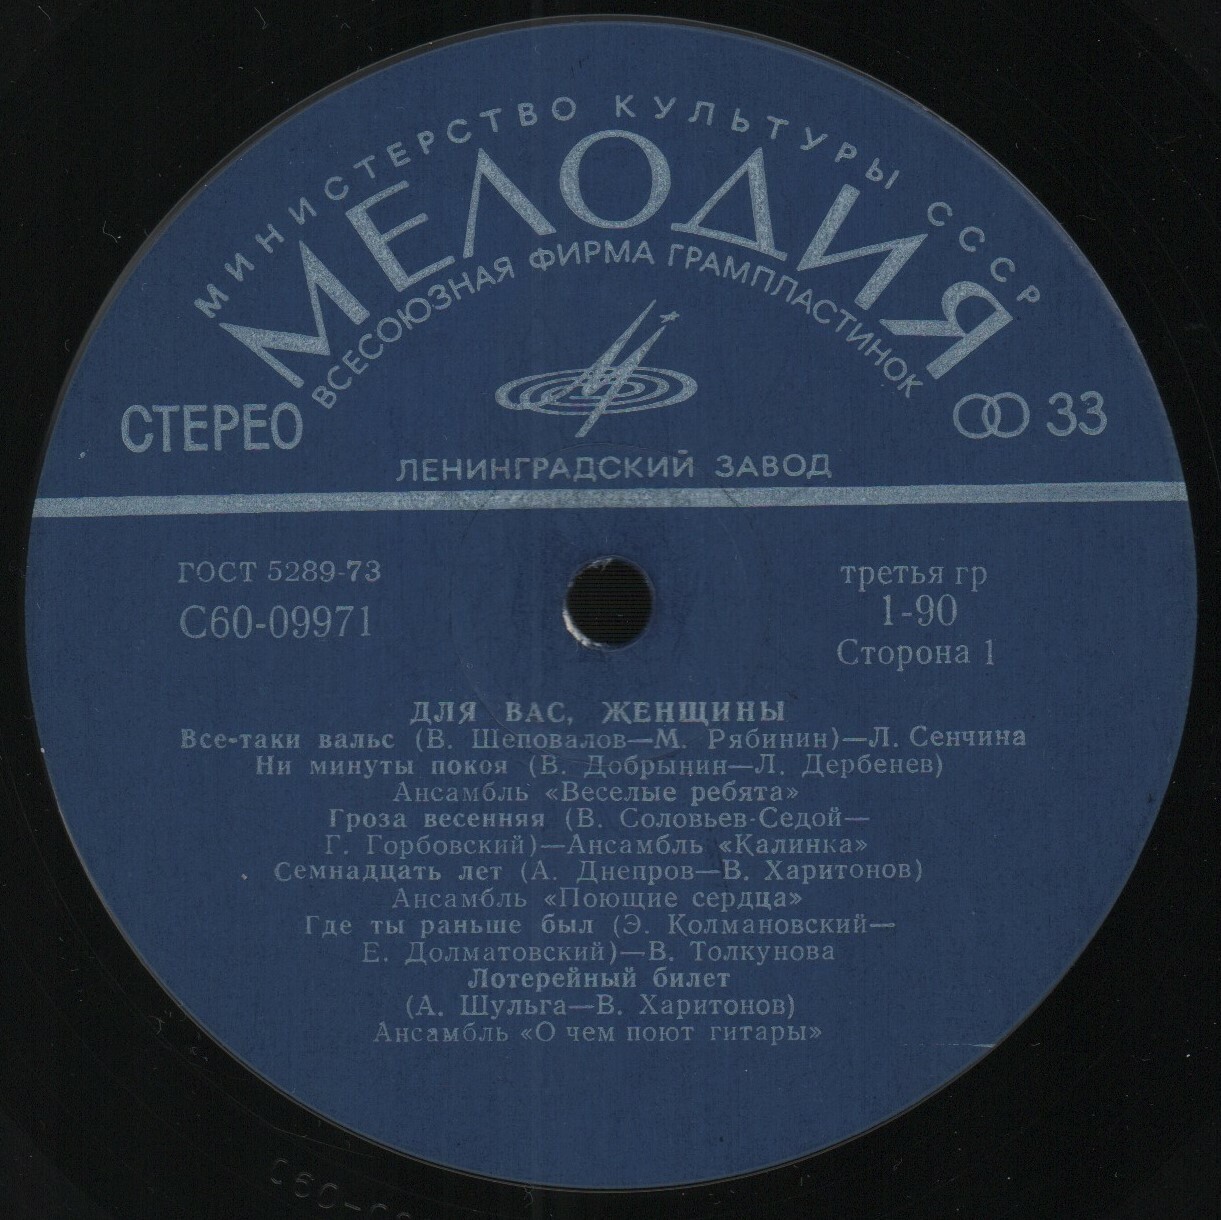 МИНИСТЕРСТВО КУЛЬТУРЫ СССР
МЕЛОДИЯ
ВСЕСОЮЗНАЯ ФИРМА ГРАМПЛАСТИНОК
СТЕРЕО
33
ЛЕНИНГРАДСКИЙ ЗАВОД
ГОСТ 5289-73
С60-09971
третья гр
1-90
Сторона 1
ДЛЯ ВАС, ЖЕНЩИНЫ
Все-таки вальс (В. Шеповалов—М. Рябинин)—Л. Сенчина
Ни минуты покоя (В. Добрынин—Л. Дербенев)
Ансамбль «Веселые ребята»
Гроза весенняя (В. Соловьев-Седой—
Г. Горбовский)—Ансамбль «Калинка»
Семнадцать лет (А. Днепров—В. Харитонов)
Ансамбль «Поющие сердца»
Где ты раньше был (Э. Колмановский—
Е. Долматовский)—В. Толкунова
Лотерейный билет
(А. Шульга—В. Харитонов)
Ансамбль «О чем поют гитары»